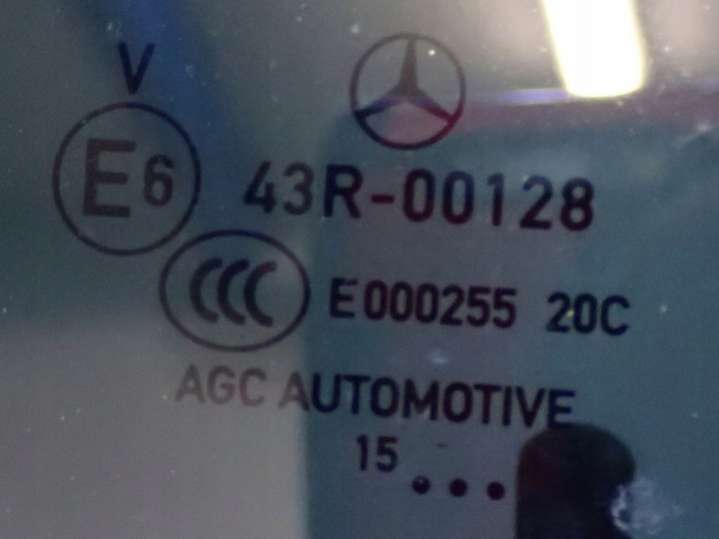 V
E6 43R-00128
CCC E000255 20C
AGC AUTOMOTIVE
15 ...